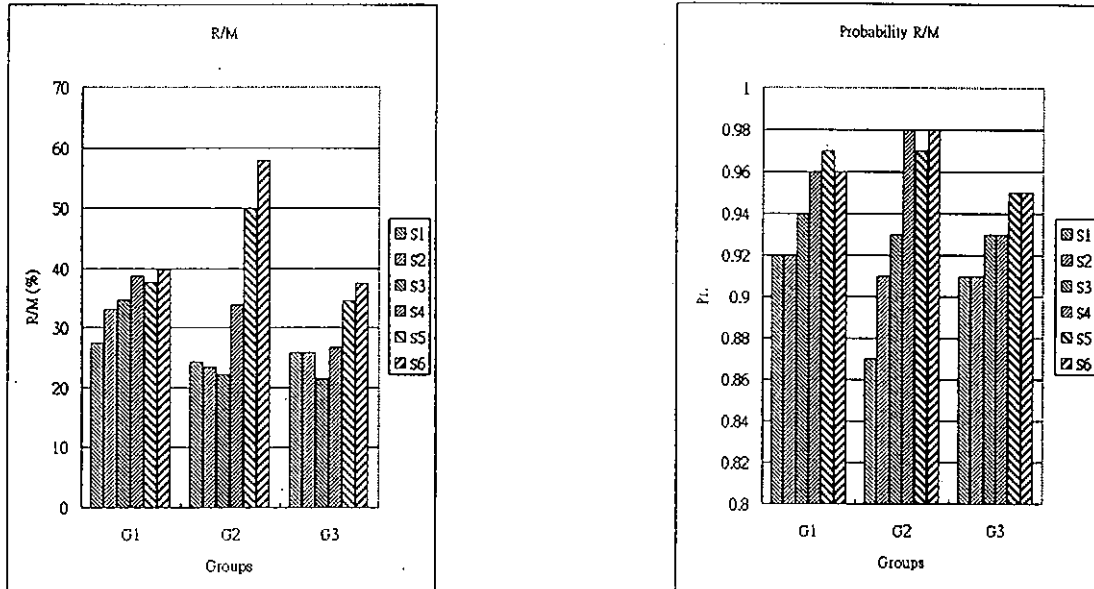 R/M
70
60
50
40
30
20
10
0
R/M (%)
G1 G2 G3
Groups
S1
S2
S3
S4
S5
S6
Probability R/M
1
0.98
0.96
0.94
0.92
0.9
0.88
0.86
0.84
0.82
0.8
Pr.
G1 G2 G3
Groups
S1
S2
S3
S4
S5
S6